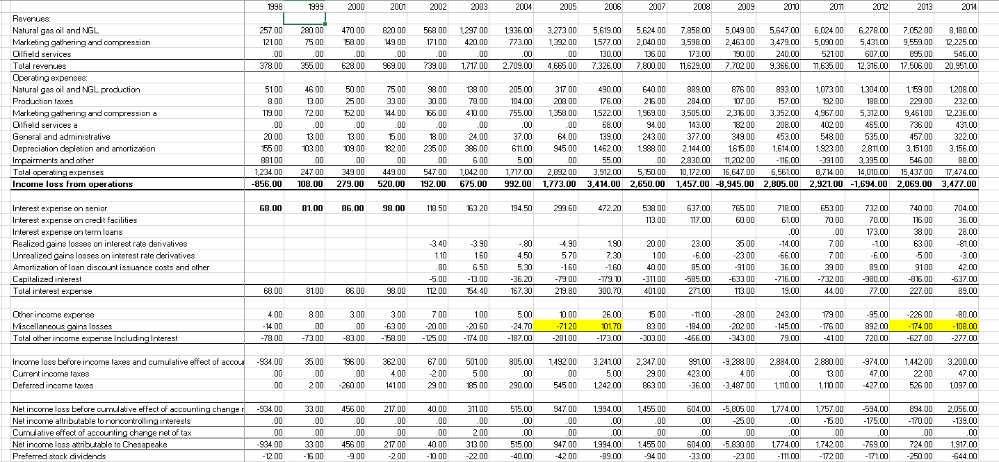 1998 1999 2000 2001 2002 2003 2004 2005 2006 2007 2008 2009 2010 2011 2012 2013 2014
Revenues:
Natural gas oil and NGL 257.00 280.00 470.00 820.00 568.00 1,297.00 1,936.00 3,273.00 5,619.00 5,624.00 7,858.00 5,049.00 5,647.00 6,024.00 6,278.00 7,052.00 8,180.00
Marketing gathering and compression 121.00 75.00 158.00 149.00 171.00 420.00 773.00 1,392.00 1,577.00 2,040.00 3,598.00 2,463.00 3,479.00 5,090.00 5,431.00 9,559.00 12,225.00
Oilfield services .00 .00 .00 .00 .00 .00 .00 .00 130.00 136.00 173.00 190.00 240.00 521.00 607.00 895.00 546.00
Total revenues 378.00 355.00 628.00 969.00 739.00 1,717.00 2,709.00 4,665.00 7,326.00 7,800.00 11,629.00 7,702.00 9,366.00 11,635.00 12,316.00 17,506.00 20,951.00
Operating expenses:
Natural gas oil and NGL production 51.00 46.00 50.00 75.00 98.00 138.00 205.00 317.00 490.00 640.00 889.00 876.00 893.00 1,073.00 1,304.00 1,159.00 1,208.00
Production taxes 8.00 13.00 25.00 33.00 30.00 78.00 104.00 208.00 176.00 216.00 284.00 107.00 157.00 192.00 188.00 229.00 232.00
Marketing gathering and compression a 119.00 72.00 152.00 144.00 166.00 410.00 755.00 1,358.00 1,522.00 1,969.00 3,505.00 2,316.00 3,352.00 4,967.00 5,312.00 9,461.00 12,236.00
Oilfield services a .00 .00 .00 .00 .00 .00 .00 .00 68.00 94.00 143.00 182.00 208.00 402.00 465.00 736.00 431.00
General and administrative 20.00 13.00 13.00 15.00 18.00 24.00 37.00 64.00 139.00 243.00 377.00 349.00 453.00 548.00 535.00 457.00 322.00
Depreciation depletion and amortization 155.00 103.00 109.00 182.00 235.00 386.00 611.00 945.00 1,462.00 1,988.00 2,144.00 1,615.00 1,614.00 1,923.00 2,811.00 3,151.00 3,156.00
Impairments and other 881.00 .00 .00 .00 .00 6.00 5.00 .00 55.00 .00 2,830.00 11,202.00 -116.00 -391.00 3,395.00 546.00 88.00
Total operating expenses 1,234.00 247.00 349.00 449.00 547.00 1,042.00 1,717.00 2,892.00 3,912.00 5,150.00 10,172.00 16,647.00 6,561.00 8,714.00 14,010.00 15,437.00 17,474.00
Income loss from operations -856.00 108.00 279.00 520.00 192.00 675.00 992.00 1,773.00 3,414.00 2,650.00 1,457.00 -8,945.00 2,805.00 2,921.00 -1,694.00 2,069.00 3,477.00
Interest expense on senior 68.00 81.00 86.00 98.00 118.50 163.20 194.50 299.60 472.20 538.00 637.00 765.00 718.00 653.00 732.00 740.00 704.00
Interest expense on credit facilities 113.00 117.00 60.00 61.00 70.00 70.00 116.00 36.00
Interest expense on term loans .00 .00 173.00 38.00 28.00
Realized gains losses on interest rate derivatives -3.40 -3.90 -.80 -4.90 1.90 20.00 23.00 35.00 -14.00 7.00 -1.00 63.00 -81.00
Unrealized gains losses on interest rate derivatives 1.10 1.60 4.50 5.70 7.30 1.00 -6.00 -23.00 -66.00 7.00 -6.00 -5.00 -3.00
Amortization of loan discount issuance costs and other .80 6.50 5.30 -1.60 -1.60 40.00 85.00 -91.00 36.00 39.00 89.00 91.00 42.00
Capitalized interest -5.00 -13.00 -36.20 -79.00 -179.10 -311.00 -585.00 -633.00 -716.00 -732.00 -980.00 -816.00 -637.00
Total interest expense 68.00 81.00 86.00 98.00 112.00 154.40 167.30 219.80 300.70 401.00 271.00 113.00 19.00 44.00 77.00 227.00 89.00
Other income expense 4.00 8.00 3.00 3.00 7.00 1.00 5.00 10.00 26.00 15.00 -11.00 -28.00 243.00 179.00 -95.00 -226.00 -80.00
Miscellaneous gains losses -14.00 .00 .00 -63.00 -20.00 -20.60 -24.70 -71.20 101.70 83.00 -184.00 -202.00 -145.00 -176.00 892.00 -174.00 -108.00
Total other income expense Including Interest -78.00 -73.00 -83.00 -158.00 -125.00 -174.00 -187.00 -281.00 -173.00 -303.00 -466.00 -343.00 79.00 -41.00 720.00 -627.00 -277.00
Income loss before income taxes and cumulative effect of accou -934.00 35.00 196.00 362.00 67.00 501.00 805.00 1,492.00 3,241.00 2,347.00 991.00 -9,288.00 2,884.00 2,880.00 -974.00 1,442.00 3,200.00
Current income taxes .00 .00 .00 4.00 -2.00 5.00 .00 .00 5.00 29.00 423.00 4.00 .00 13.00 47.00 22.00 47.00
Deferred income taxes .00 2.00 -260.00 141.00 29.00 185.00 290.00 545.00 1,242.00 863.00 -36.00 -3,487.00 1,110.00 1,110.00 -427.00 526.00 1,097.00
Net income loss before cumulative effect of accounting change r -934.00 33.00 456.00 217.00 40.00 311.00 515.00 947.00 1,994.00 1,455.00 604.00 -5,805.00 1,774.00 1,757.00 -594.00 894.00 2,056.00
Net income attributable to noncontrolling interests .00 .00 .00 .00 .00 .00 .00 .00 .00 .00 .00 -25.00 .00 -15.00 -175.00 -170.00 -139.00
Cumulative effect of accounting change net of tax .00 .00 .00 .00 .00 2.00 .00 .00 .00 .00 .00 .00 .00 .00 .00 .00 .00
Net income loss attributable to Chesapeake -934.00 33.00 456.00 217.00 40.00 313.00 515.00 947.00 1,994.00 1,455.00 604.00 -5,830.00 1,774.00 1,742.00 -769.00 724.00 1,917.00
Preferred stock dividends -12.00 -16.00 -9.00 -2.00 -10.00 -22.00 -40.00 -42.00 -89.00 -94.00 -33.00 -23.00 -111.00 -172.00 -171.00 -250.00 -644.00